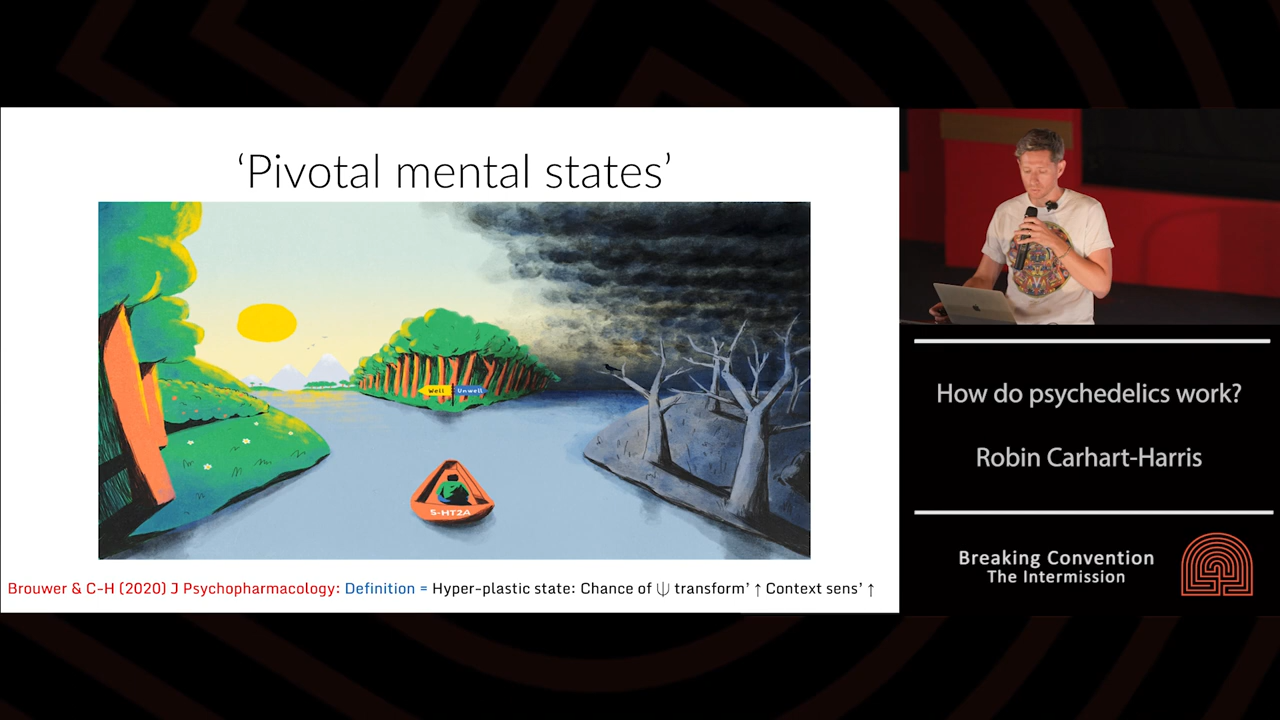 ‘Pivotal mental states’
Well Unwell
5-HT2A
Brouwer & C-H (2020) J Psychopharmacology: Definition = Hyper-plastic state: Chance of Ψ transform’ ↑ Context sens’ ↑
How do psychedelics work?
Robin Carhart-Harris
Breaking Convention
The Intermission